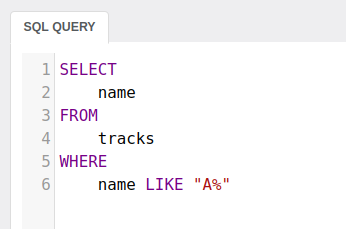 SQL QUERY
1 SELECT
2     name
3 FROM
4     tracks
5 WHERE
6     name LIKE "A%"